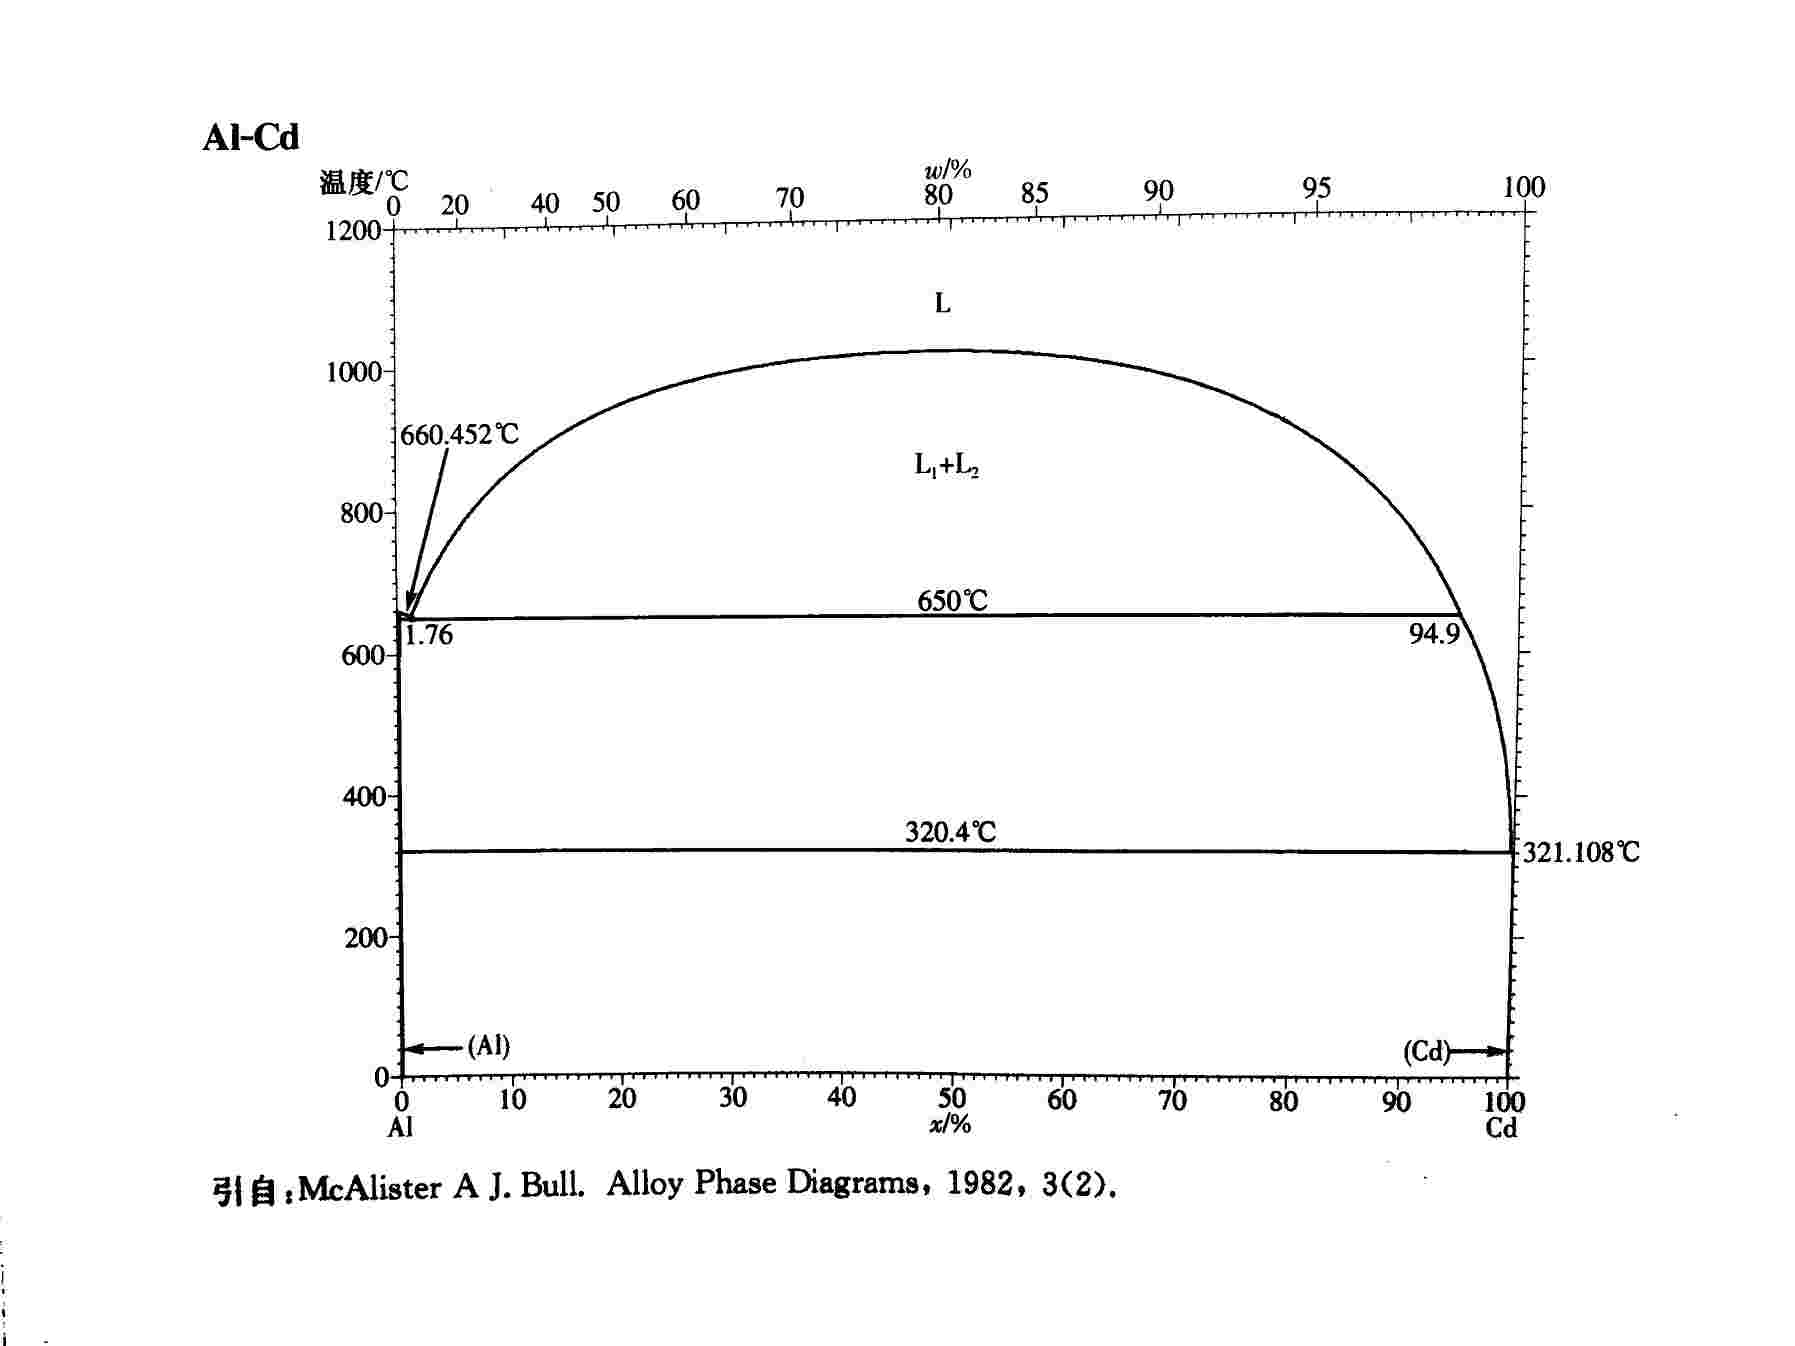 Al-Cd
温度/℃
w/%
0 20 40 50 60 70 80 85 90 95 100
1200
L
1000
660.452℃
L₁+L₂
800
650℃
1.76 94.9
600
400
320.4℃
321.108℃
200
(Al) (Cd)
0
0 10 20 30 40 50 60 70 80 90 100
Al x/% Cd
引自:McAlister A J. Bull. Alloy Phase Diagrams, 1982, 3(2).